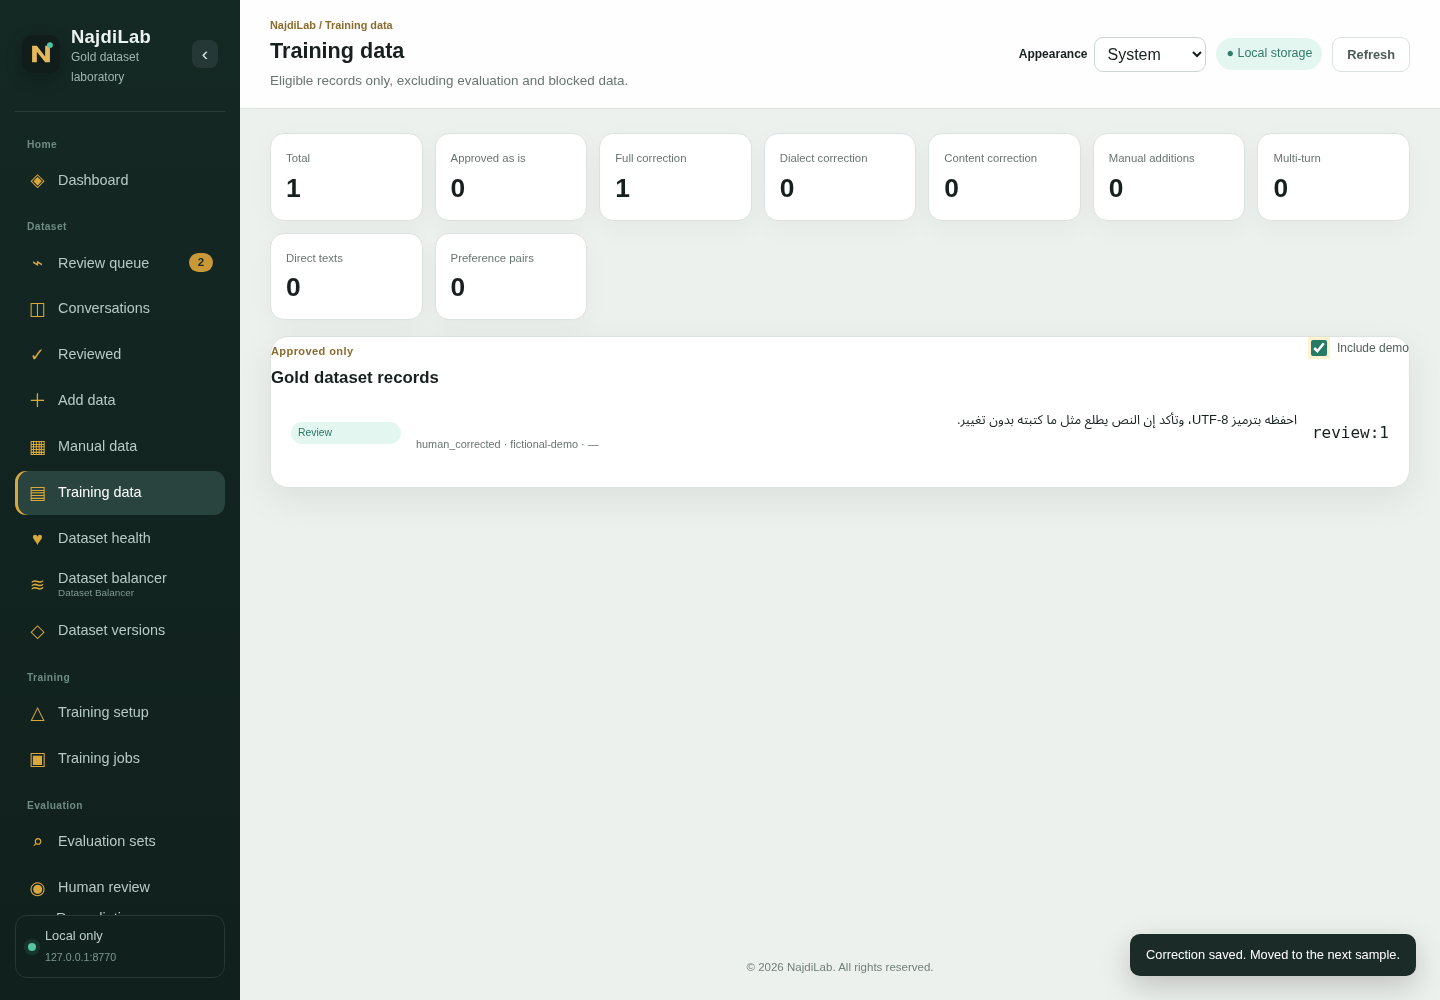 NajdiLab
Gold dataset
laboratory
Home
Dashboard
Dataset
Review queue 2
Conversations
Reviewed
Add data
Manual data
Training data
Dataset health
Dataset balancer
Dataset Balancer
Dataset versions
Training
Training setup
Training jobs
Evaluation
Evaluation sets
Human review
Local only
127.0.0.1:8770
NajdiLab / Training data
Training data
Eligible records only, excluding evaluation and blocked data.
Appearance System ● Local storage Refresh
Total
1
Approved as is
0
Full correction
1
Dialect correction
0
Content correction
0
Manual additions
0
Multi-turn
0
Direct texts
0
Preference pairs
0
Approved only
Include demo
Gold dataset records
Review
احفظه بترميز UTF-8، وتأكد إن النص يطلع مثل ما كتبته بدون تغيير.
human_corrected · fictional-demo · —
review:1
© 2026 NajdiLab. All rights reserved.
Correction saved. Moved to the next sample.